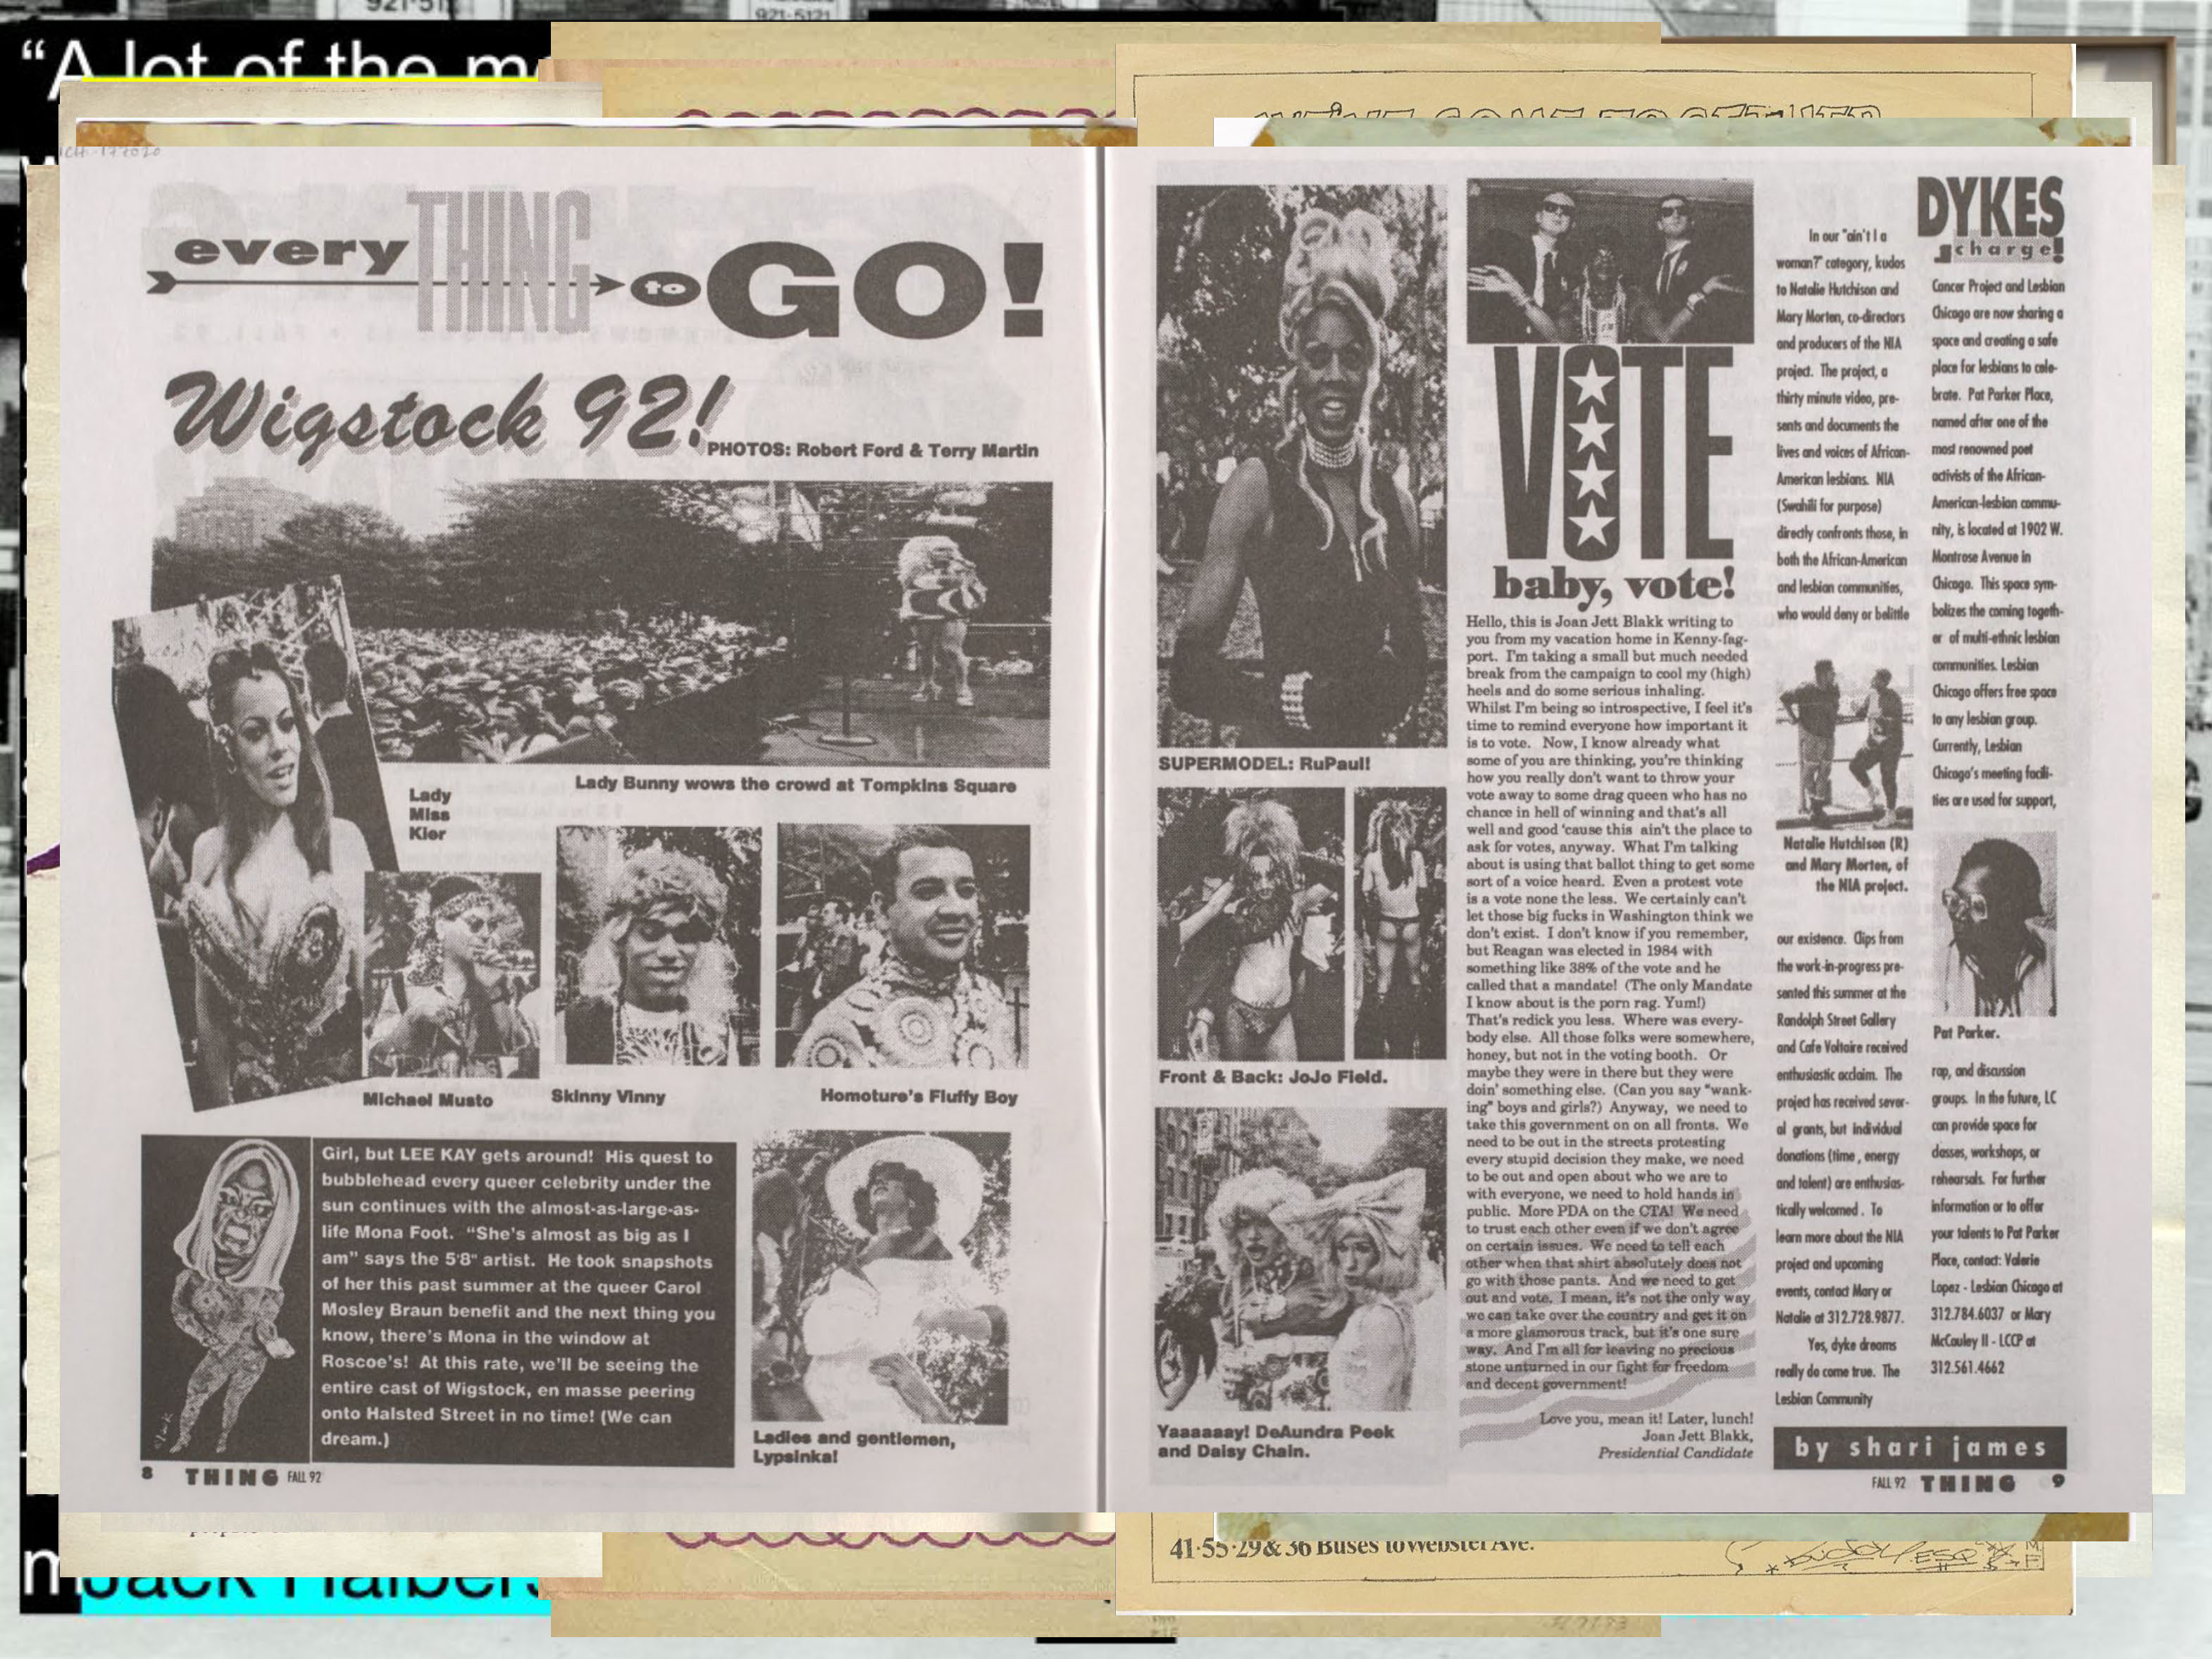 921-5121
"A lot of the
ICHi-177020
every THING to GO!
Wigstock 92!
PHOTOS: Robert Ford & Terry Martin
Lady Bunny wows the crowd at Tompkins Square
Lady
Miss
Kier
Michael Musto
Skinny Vinny
Homoture's Fluffy Boy
Girl, but LEE KAY gets around! His quest to
bubblehead every queer celebrity under the
sun continues with the almost-as-large-as-
life Mona Foot. "She's almost as big as I
am" says the 5'8" artist. He took snapshots
of her this past summer at the queer Carol
Mosley Braun benefit and the next thing you
know, there's Mona in the window at
Roscoe's! At this rate, we'll be seeing the
entire cast of Wigstock, en masse peering
onto Halsted Street in no time! (We can
dream.)
Ladies and gentlemen,
Lypsinka!
8 THING FALL 92
SUPERMODEL: RuPaul!
Front & Back: JoJo Field.
Yaaaaaay! DeAundra Peek
and Daisy Chain.
VOTE
baby, vote!
Hello, this is Joan Jett Blakk writing to
you from my vacation home in Kenny-fag-
port. I'm taking a small but much needed
break from the campaign to cool my (high)
heels and do some serious inhaling.
Whilst I'm being so introspective, I feel it's
time to remind everyone how important it
is to vote. Now, I know already what
some of you are thinking, you're thinking
how you really don't want to throw your
vote away to some drag queen who has no
chance in hell of winning and that's all
well and good 'cause this ain't the place to
ask for votes, anyway. What I'm talking
about is using that ballot thing to get some
sort of a voice heard. Even a protest vote
is a vote none the less. We certainly can't
let those big fucks in Washington think we
don't exist. I don't know if you remember,
but Reagan was elected in 1984 with
something like 38% of the vote and he
called that a mandate! (The only Mandate
I know about is the porn rag. Yum!)
That's redick you less. Where was every-
body else. All those folks were somewhere,
honey, but not in the voting booth. Or
maybe they were in there but they were
doin' something else. (Can you say "wank-
ing" boys and girls?) Anyway, we need to
take this government on on all fronts. We
need to be out in the streets protesting
every stupid decision they make, we need
to be out and open about who we are to
with everyone, we need to hold hands in
public. More PDA on the CTA! We need
to trust each other even if we don't agree
on certain issues. We need to tell each
other when that shirt absolutely does not
go with those pants. And we need to get
out and vote. I mean, it's not the only way
we can take over the country and get it on
a more glamorous track, but it's one sure
way. And I'm all for leaving no precious
stone unturned in our fight for freedom
and decent government!
Love you, mean it! Later, lunch!
Joan Jett Blakk,
Presidential Candidate
DYKES
charge!
In our "ain't I a
woman?" category, kudos
to Natalie Hutchison and
Mary Morten, co-directors
and producers of the NIA
project. The project, a
thirty minute video, pre-
sents and documents the
lives and voices of African-
American lesbians. NIA
(Swahili for purpose)
directly confronts those, in
both the African-American
and lesbian communities,
who would deny or belittle
Natalie Hutchison (R)
and Mary Morten, of
the NIA project.
our existence. Clips from
the work-in-progress pre-
sented this summer at the
Randolph Street Gallery
and Cafe Voltaire received
enthusiastic acclaim. The
project has received sever-
al grants, but individual
donations (time , energy
and talent) are enthusias-
tically welcomed . To
learn more about the NIA
project and upcoming
events, contact Mary or
Natalie at 312.728.9877.
Yes, dyke dreams
really do come true. The
Lesbian Community
Cancer Project and Lesbian
Chicago are now sharing a
space and creating a safe
place for lesbians to cele-
brate. Pat Parker Place,
named after one of the
most renowned poet
activists of the African-
American-lesbian commu-
nity, is located at 1902 W.
Montrose Avenue in
Chicago. This space sym-
bolizes the coming togeth-
er of multi-ethnic lesbian
communities. Lesbian
Chicago offers free space
to any lesbian group.
Currently, Lesbian
Chicago's meeting facili-
ties are used for support,
Pat Parker.
rap, and discussion
groups. In the future, LC
can provide space for
classes, workshops, or
rehearsals. For further
information or to offer
your talents to Pat Parker
Place, contact: Valerie
Lopez - Lesbian Chicago at
312.784.6037 or Mary
McCauley II - LCCP at
312.561.4662
by shari james
FALL 92 THING 9
41·55·29 & 36 Buses to Webster Ave.